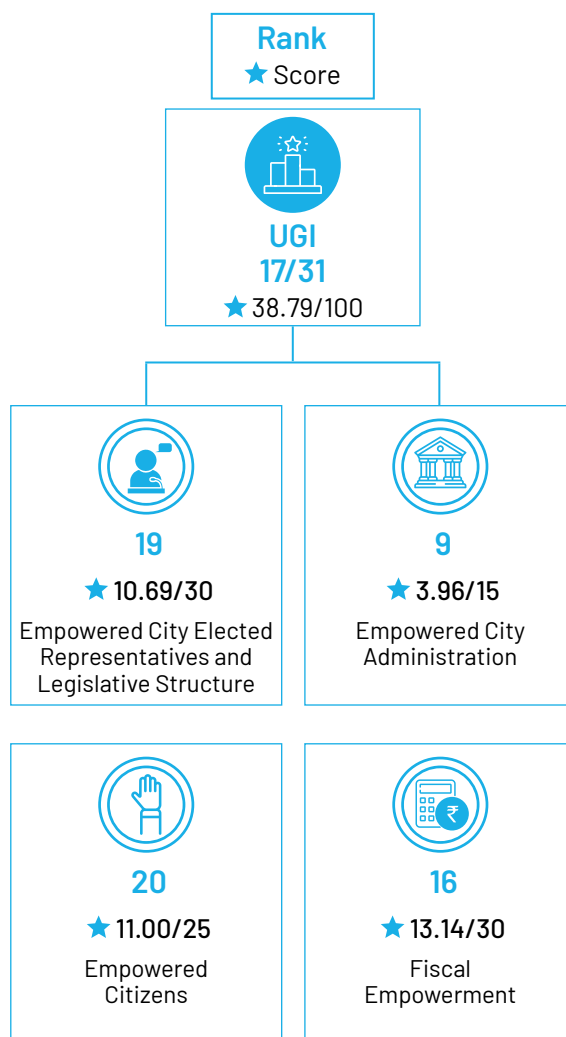 Rank
Score
UGI
17/31
38.79/100
19
10.69/30
Empowered City Elected
Representatives and
Legislative Structure
9
3.96/15
Empowered City
Administration
20
11.00/25
Empowered
Citizens
₹
16
13.14/30
Fiscal
Empowerment